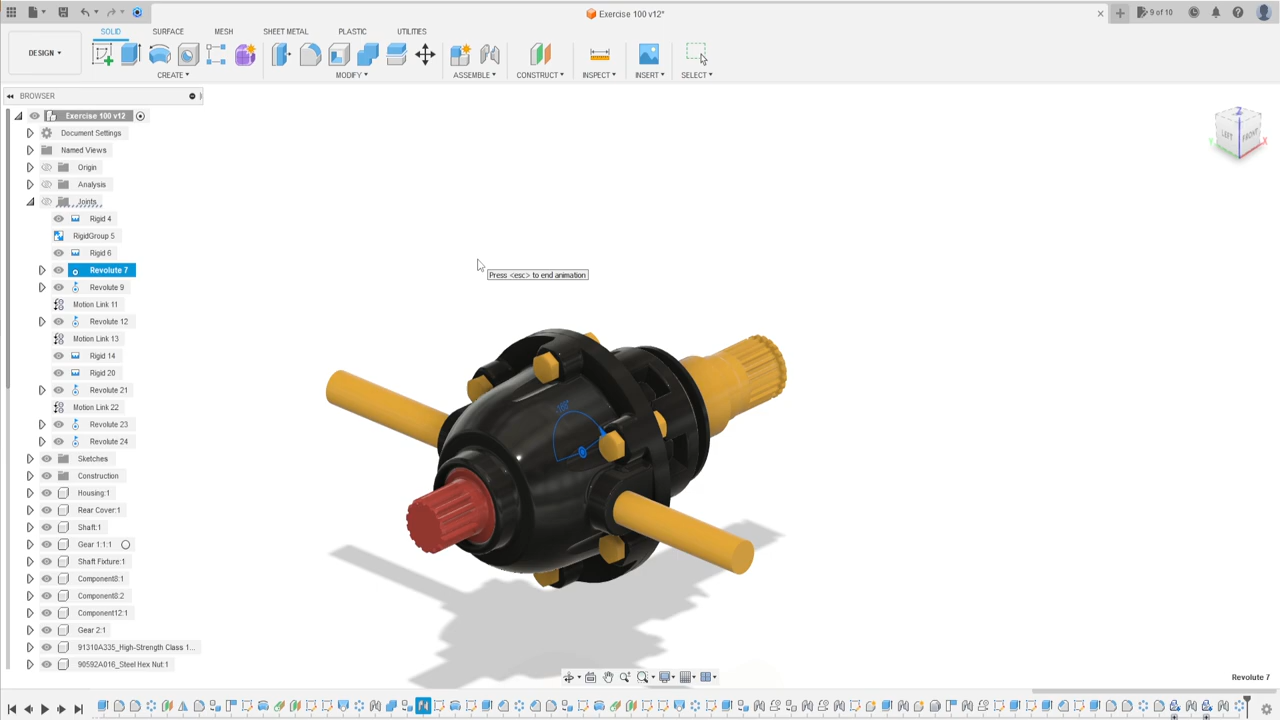 Exercise 100 v12*
9 of 10
DESIGN
SOLID SURFACE MESH SHEET METAL PLASTIC UTILITIES
CREATE MODIFY ASSEMBLE CONSTRUCT INSPECT INSERT SELECT
BROWSER
Exercise 100 v12
Document Settings
Named Views
Origin
Analysis
Joints
Rigid 4
RigidGroup 5
Rigid 6
Revolute 7
Revolute 9
Motion Link 11
Revolute 12
Motion Link 13
Rigid 14
Rigid 20
Revolute 21
Motion Link 22
Revolute 23
Revolute 24
Sketches
Construction
Housing:1
Rear Cover:1
Shaft:1
Gear 1:1:1
Shaft Fixture:1
Component8:1
Component8:2
Component12:1
Gear 2:1
91310A335_High-Strength Class 1...
90592A016_Steel Hex Nut:1
Press <esc> to end animation
Z
LEFT FRONT
Y X
Revolute 7